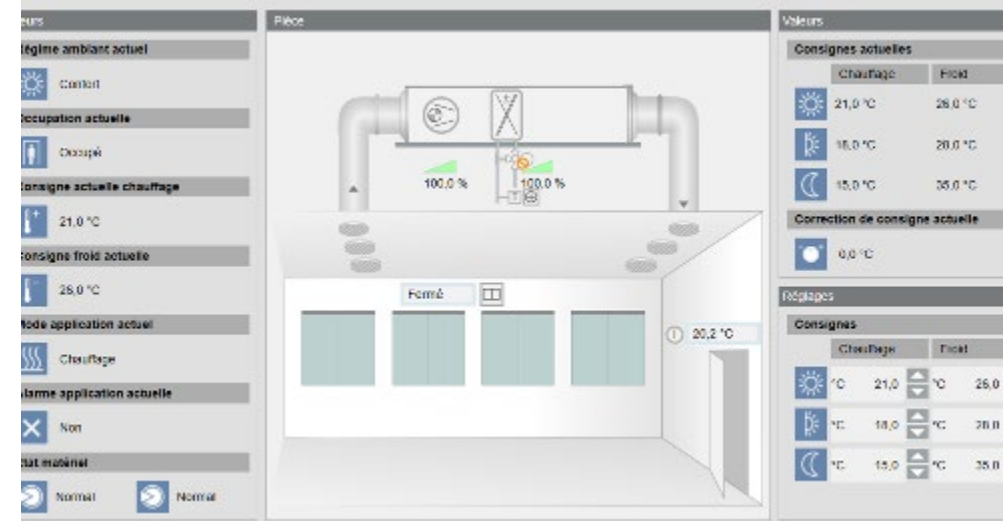 eurs
Régime ambiant actuel
Confort
Occupation actuelle
Occupé
Consigne actuelle chauffage
21,0 °C
Consigne froid actuelle
26,0 °C
Mode application actuel
Chauffage
Alarme application actuelle
Non
Etat matériel
Normal Normal
Pièce
100,0 % 100,0 %
Fermé
20,2 °C
Valeurs
Consignes actuelles
Chauffage Froid
21,0 °C 26,0 °C
18,0 °C 28,0 °C
15,0 °C 35,0 °C
Correction de consigne actuelle
0,0 °C
Réglages
Consignes
Chauffage Froid
°C 21,0 °C 26,0
°C 18,0 °C 28,0
°C 15,0 °C 35,0